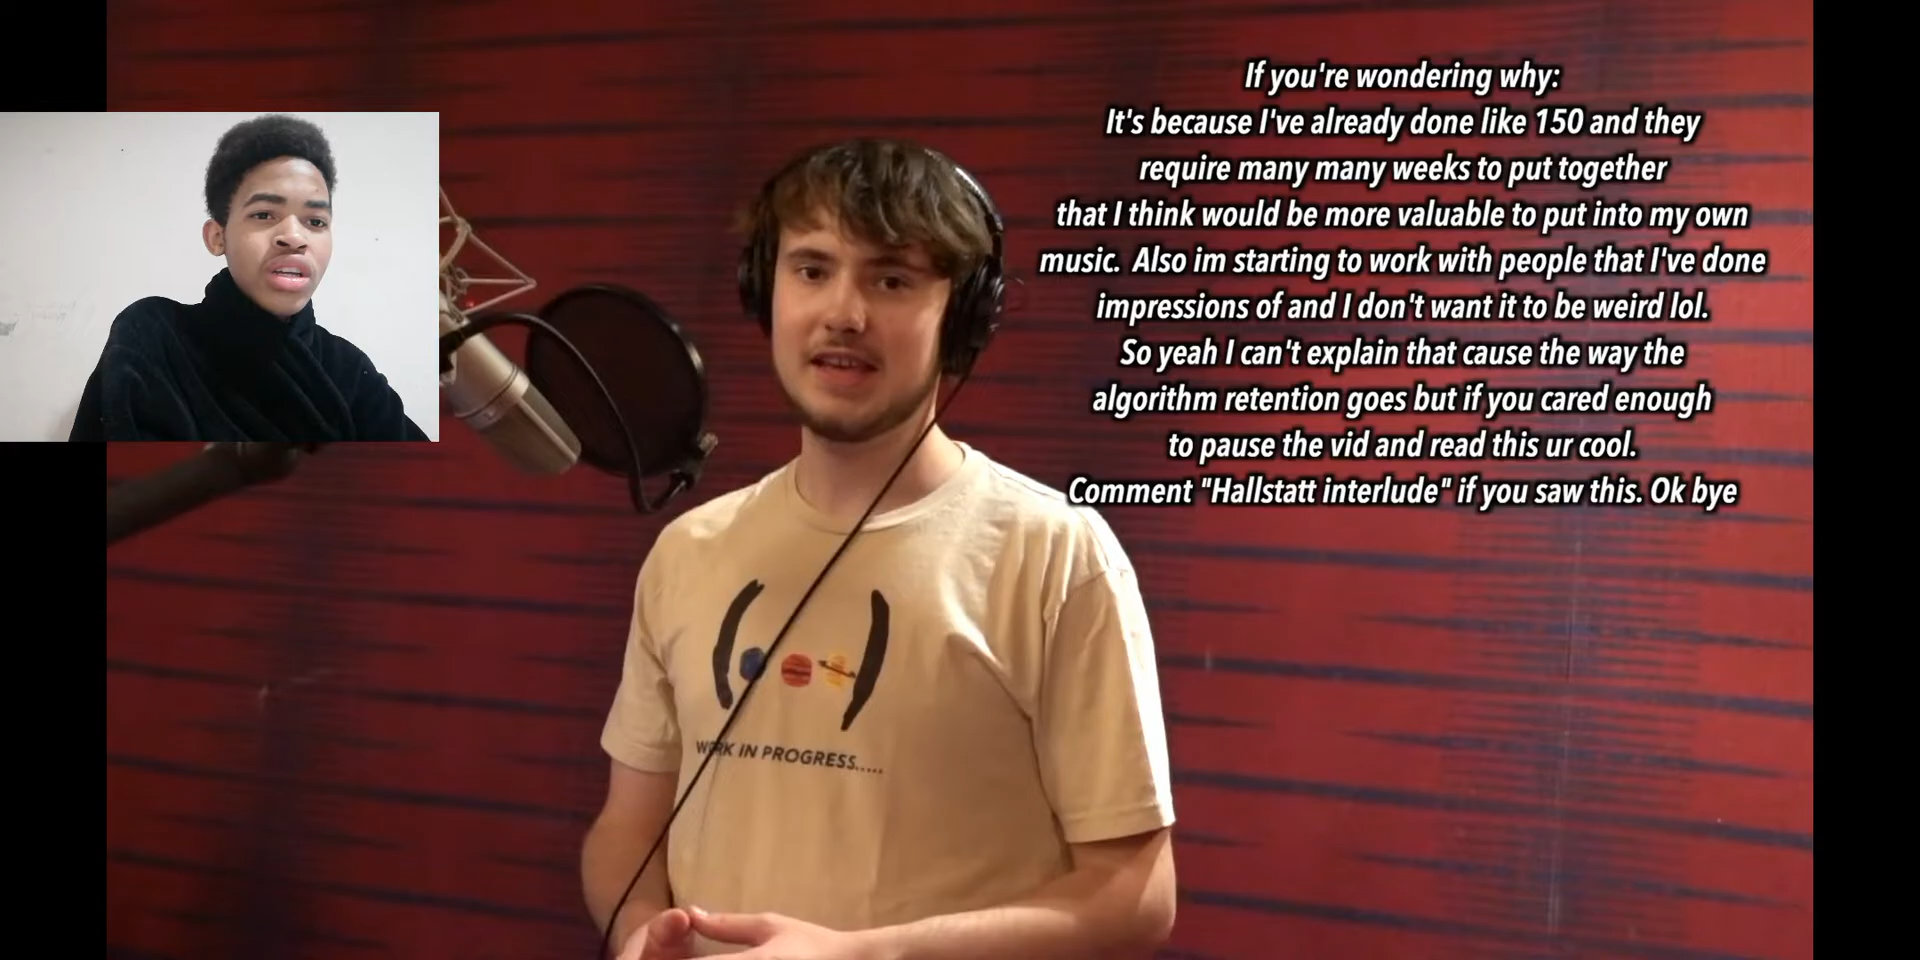 If you're wondering why:
It's because I've already done like 150 and they
require many many weeks to put together
that I think would be more valuable to put into my own
music. Also im starting to work with people that I've done
impressions of and I don't want it to be weird lol.
So yeah I can't explain that cause the way the
algorithm retention goes but if you cared enough
to pause the vid and read this ur cool.
Comment "Hallstatt interlude" if you saw this. Ok bye
WORK IN PROGRESS.....